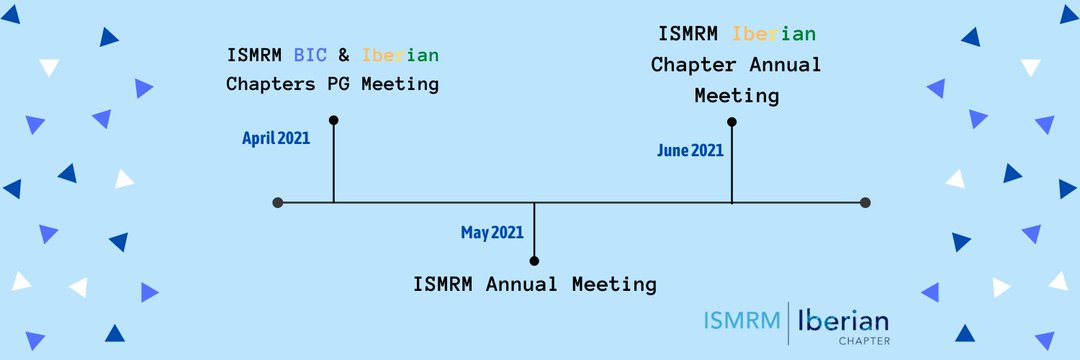 ISMRM BIC & Iberian
Chapters PG Meeting
April 2021
ISMRM Iberian
Chapter Annual
Meeting
June 2021
May 2021
ISMRM Annual Meeting
ISMRM Iberian
CHAPTER